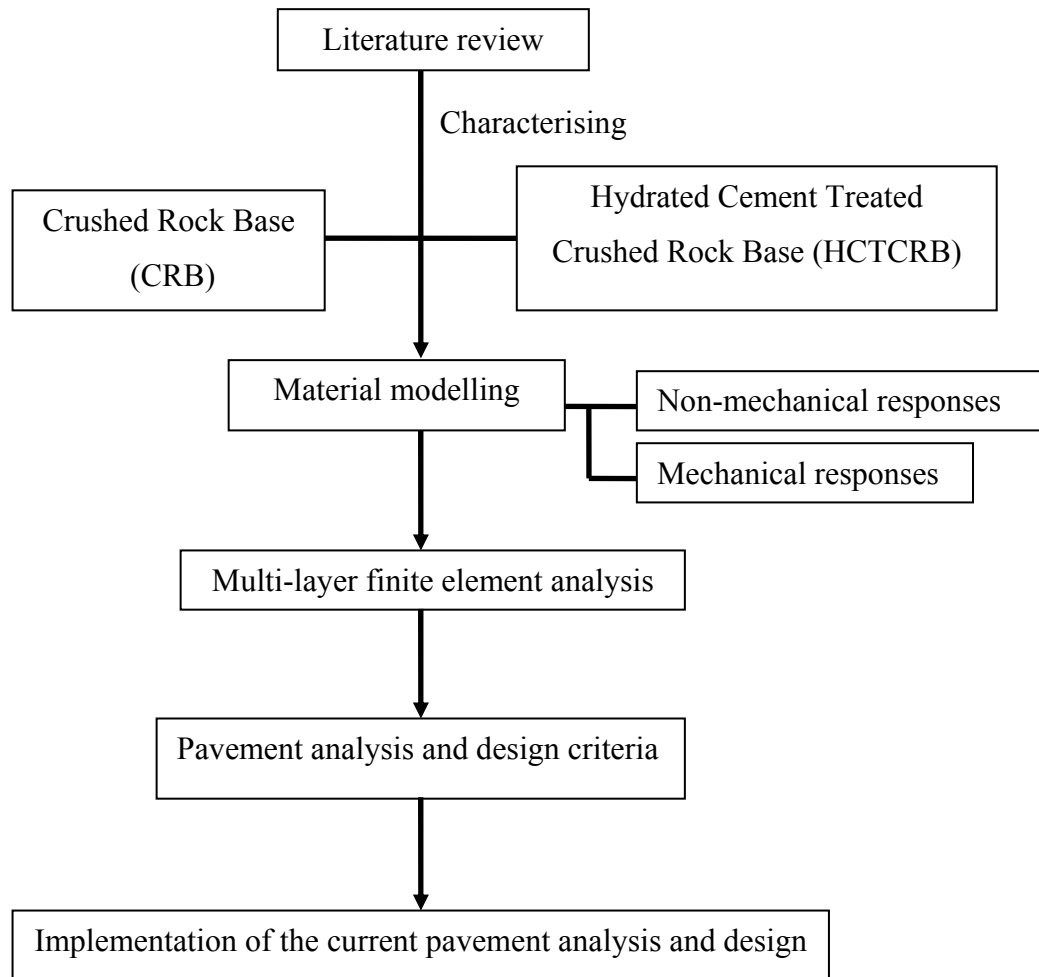 Literature review
Characterising
Crushed Rock Base
(CRB)
Hydrated Cement Treated
Crushed Rock Base (HCTCRB)
Material modelling
Non-mechanical responses
Mechanical responses
Multi-layer finite element analysis
Pavement analysis and design criteria
Implementation of the current pavement analysis and design